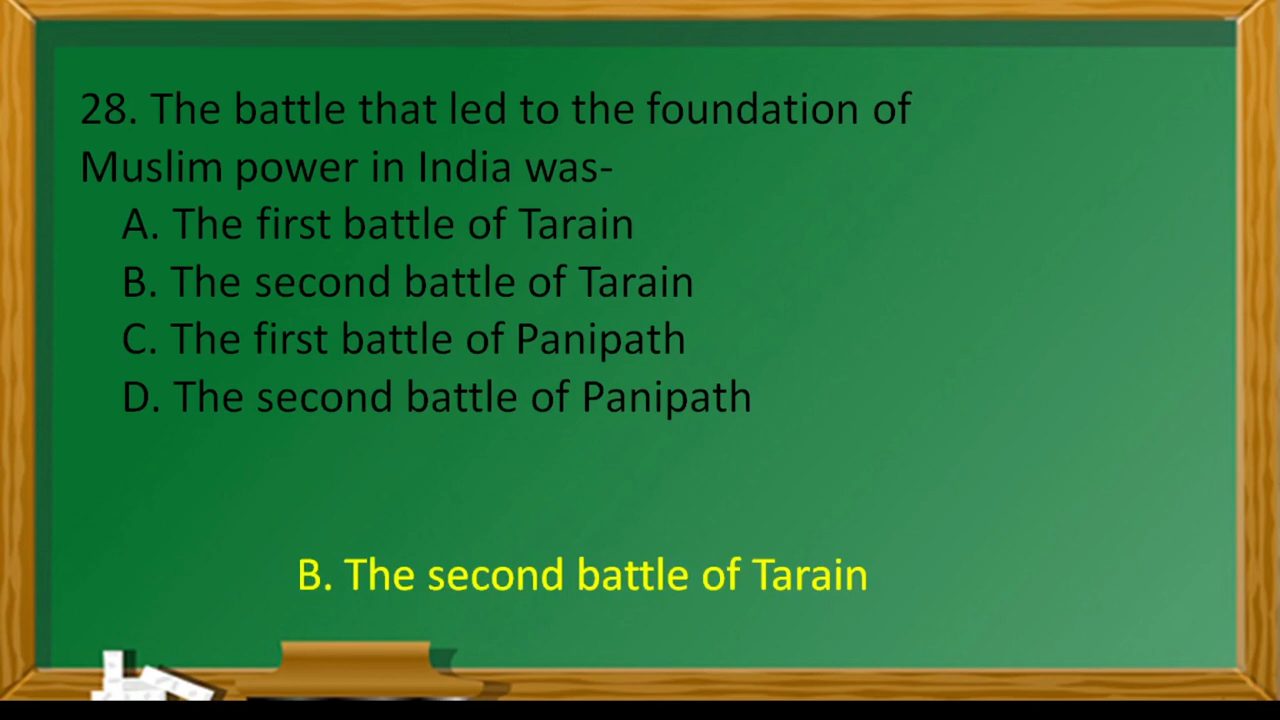 28. The battle that led to the foundation of
Muslim power in India was-
A. The first battle of Tarain
B. The second battle of Tarain
C. The first battle of Panipath
D. The second battle of Panipath
B. The second battle of Tarain